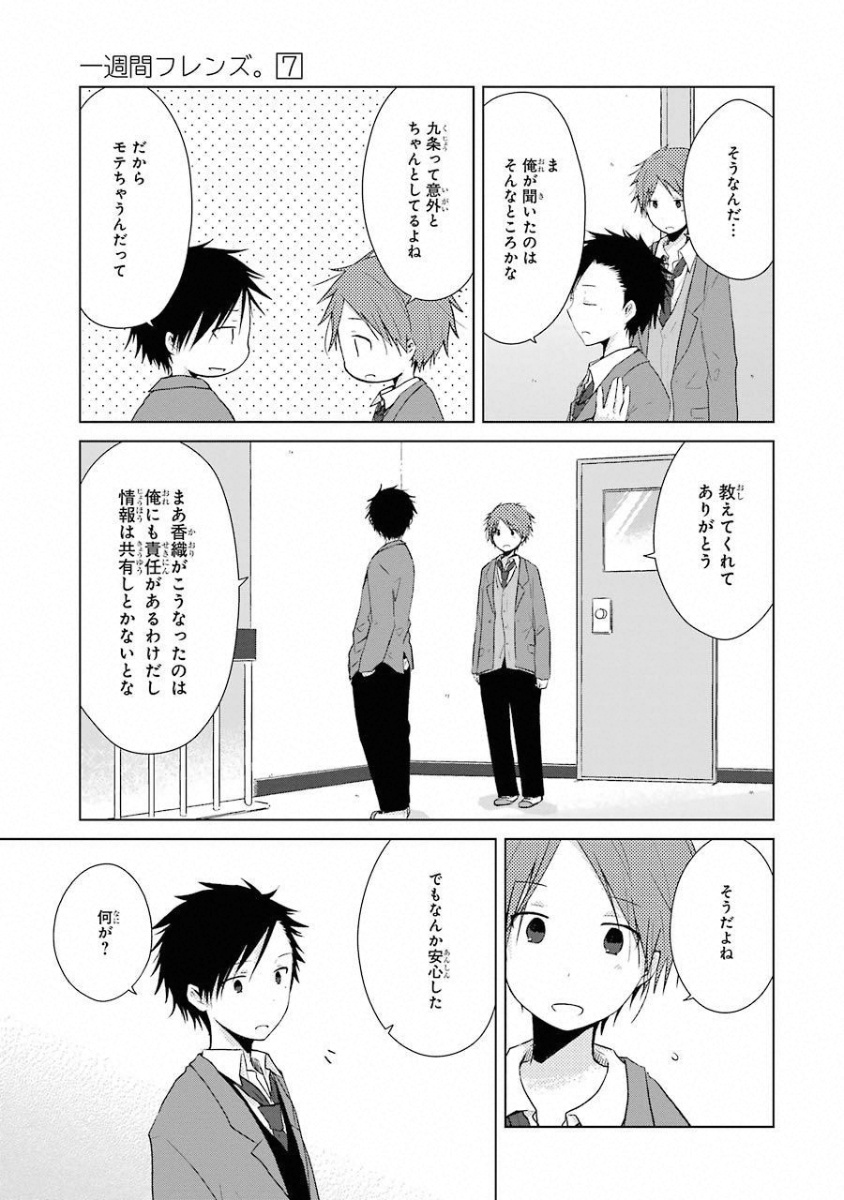 一週間フレンズ。7
そうなんだ…
ま
俺が聞いたのは
そんなところかな
九条って意外と
ちゃんとしてるよね
だから
モテちゃうんだって
教えてくれて
ありがとう
まあ香織がこうなったのは
俺にも責任があるわけだし
情報は共有しとかないとな
そうだよね
でもなんか安心した
何が？